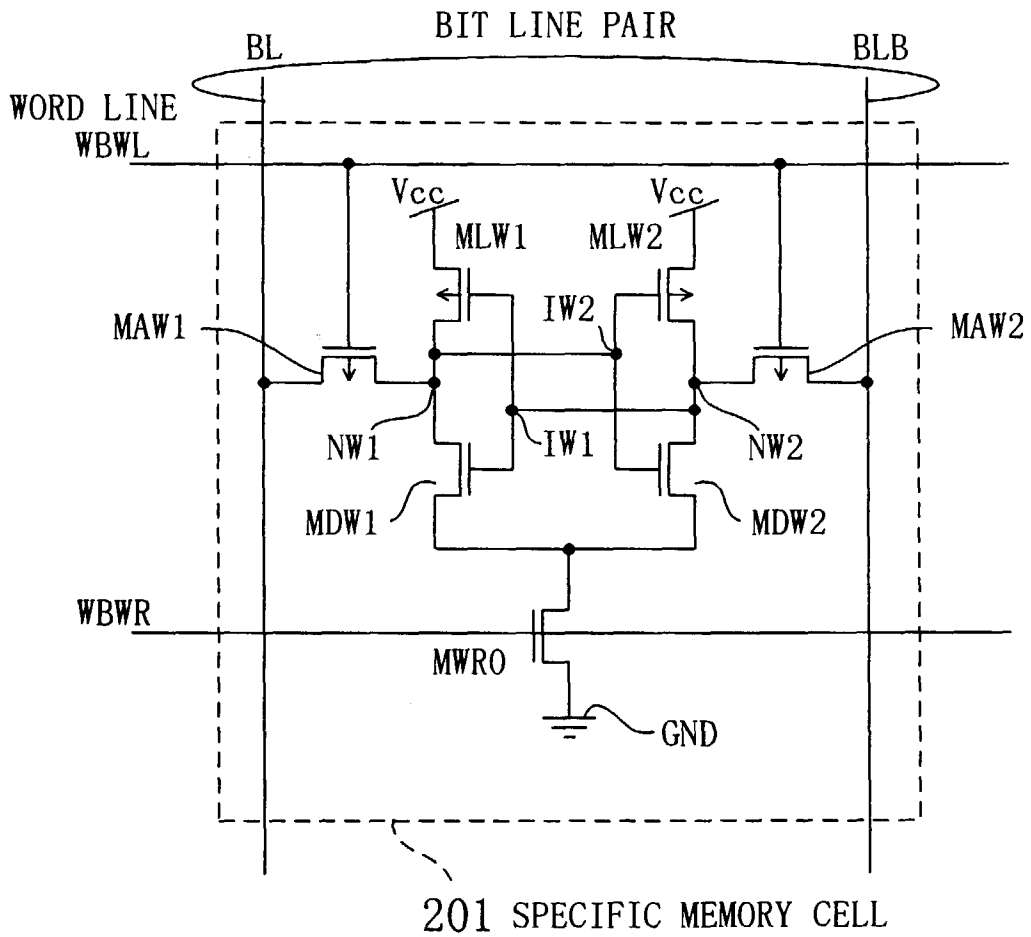 BIT LINE PAIR
BL
BLB
WORD LINE
WBWL
Vcc
Vcc
MLW1
MLW2
IW2
MAW1
MAW2
NW1
IW1
NW2
MDW1
MDW2
WBWR
MWRO
GND
201 SPECIFIC MEMORY CELL